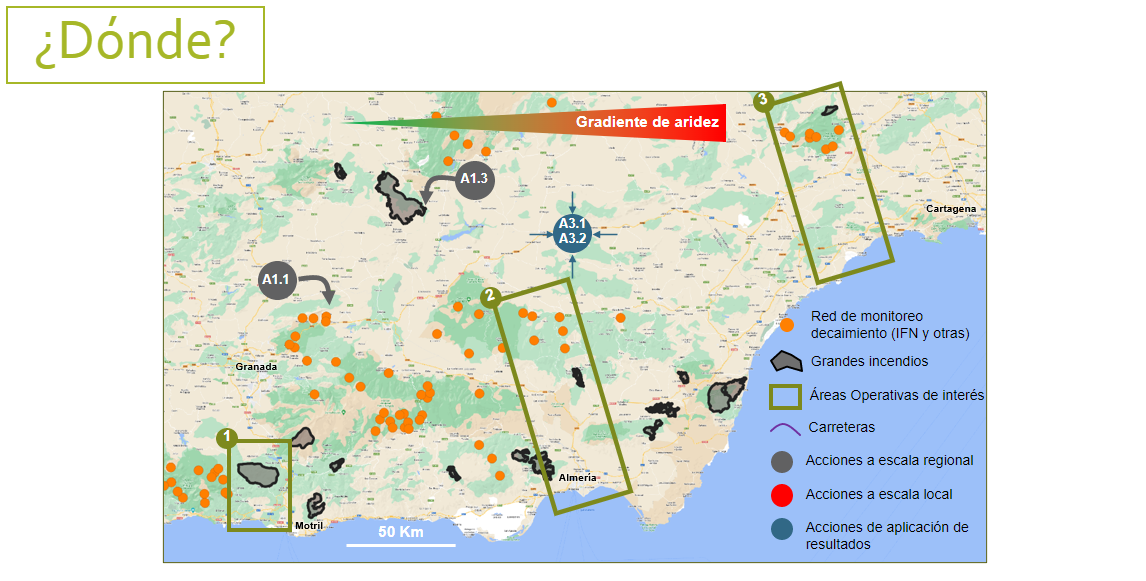 ¿Dónde?
Gradiente de aridez
3
A1.3
Cartagena
A3.1
A3.2
A1.1
2
Red de monitoreo
decaimiento (IFN y otras)
Grandes incendios
Granada
Áreas Operativas de interés
Carreteras
1
Acciones a escala regional
Almería
Acciones a escala local
Motril
50 Km
Acciones de aplicación de
resultados